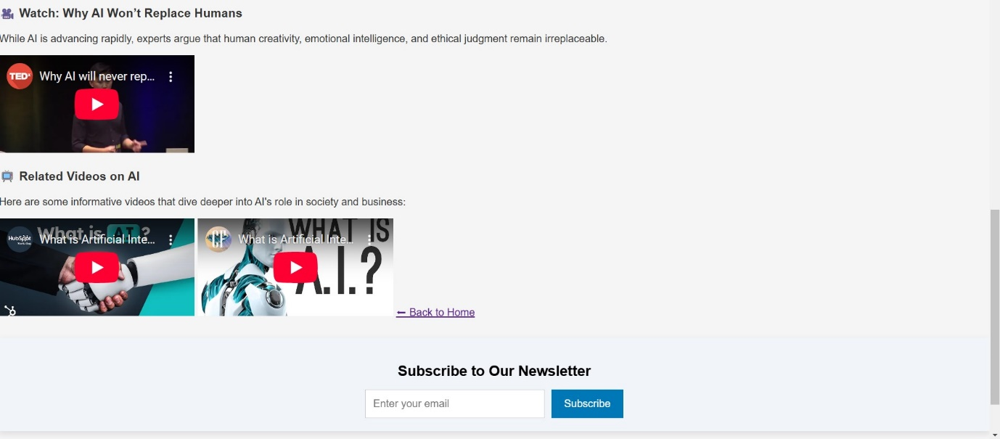 Watch: Why AI Won’t Replace Humans
While AI is advancing rapidly, experts argue that human creativity, emotional intelligence, and ethical judgment remain irreplaceable.
TEDx Why AI will never rep...
Related Videos on AI
Here are some informative videos that dive deeper into AI's role in society and business:
What is AI?
HubSpot What is Artificial Inte...
WHAT IS
CF What is Artificial Inte...
A.I.?
← Back to Home
Subscribe to Our Newsletter
Enter your email
Subscribe